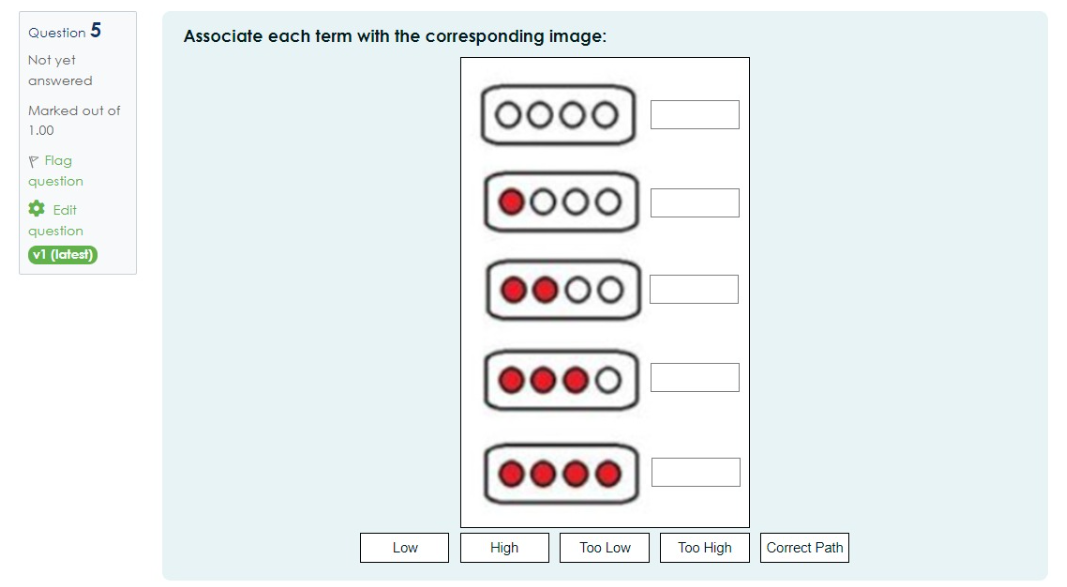 Question 5
Not yet
answered
Marked out of
1.00
Flag
question
Edit
question
v1 (latest)
Associate each term with the corresponding image:
Low
High
Too Low
Too High
Correct Path